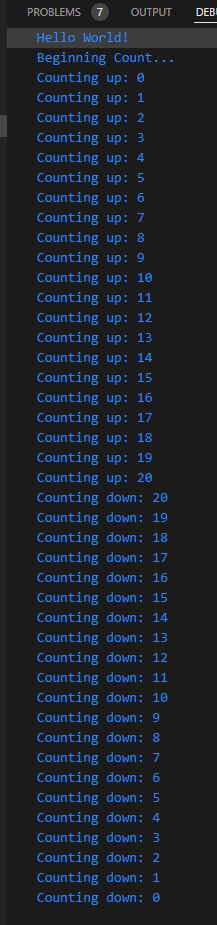 PROBLEMS 7 OUTPUT DEBU
Hello World!
Beginning Count...
Counting up: 0
Counting up: 1
Counting up: 2
Counting up: 3
Counting up: 4
Counting up: 5
Counting up: 6
Counting up: 7
Counting up: 8
Counting up: 9
Counting up: 10
Counting up: 11
Counting up: 12
Counting up: 13
Counting up: 14
Counting up: 15
Counting up: 16
Counting up: 17
Counting up: 18
Counting up: 19
Counting up: 20
Counting down: 20
Counting down: 19
Counting down: 18
Counting down: 17
Counting down: 16
Counting down: 15
Counting down: 14
Counting down: 13
Counting down: 12
Counting down: 11
Counting down: 10
Counting down: 9
Counting down: 8
Counting down: 7
Counting down: 6
Counting down: 5
Counting down: 4
Counting down: 3
Counting down: 2
Counting down: 1
Counting down: 0